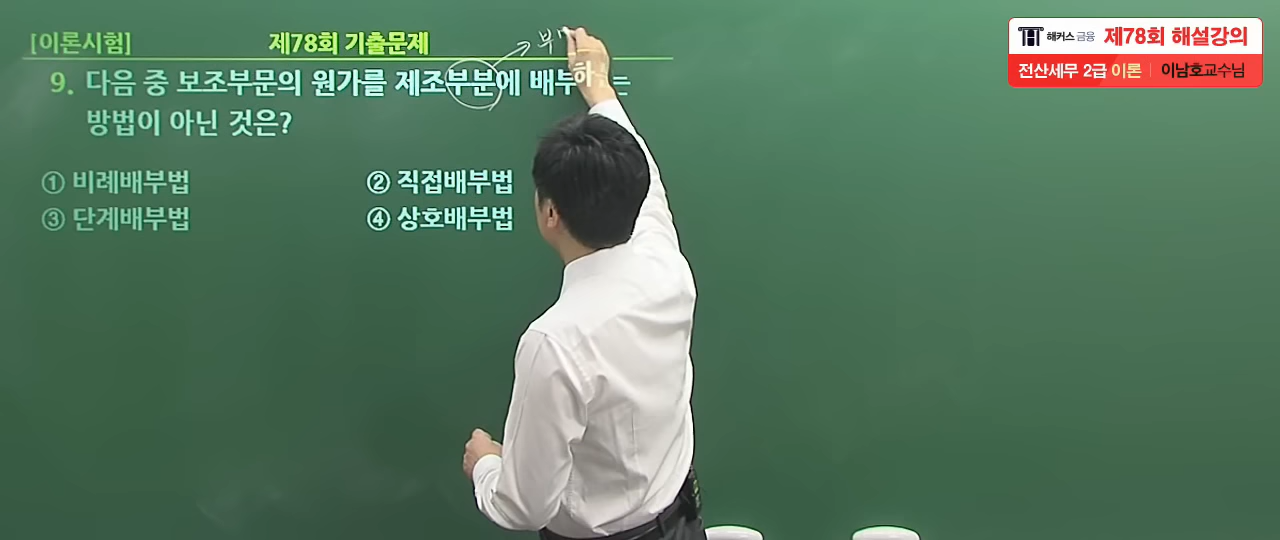 [이론시험] 제78회 기출문제
9. 다음 중 보조부문의 원가를 제조부분에 배부하는
방법이 아닌 것은?
① 비례배부법 ② 직접배부법
③ 단계배부법 ④ 상호배부법
부
해커스 금융 제78회 해설강의
전산세무 2급 이론 이남호교수님